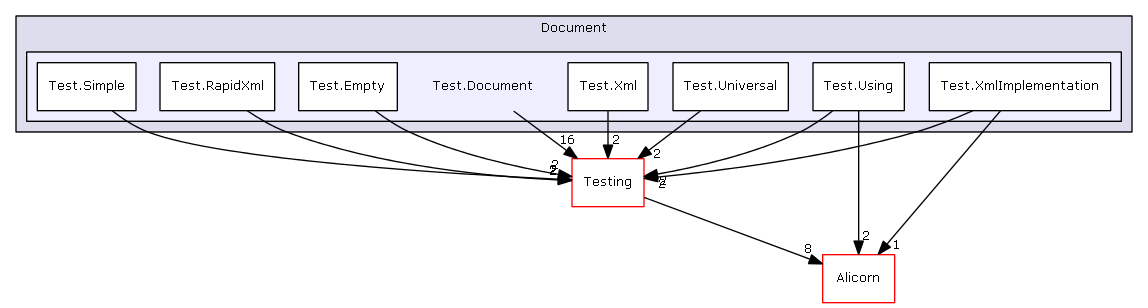 Document
Test.Simple
Test.RapidXml
Test.Empty
Test.Document
Test.Xml
Test.Universal
Test.Using
Test.XmlImplementation
16
2
2
2
Testing
2
8
2
1
Alicorn